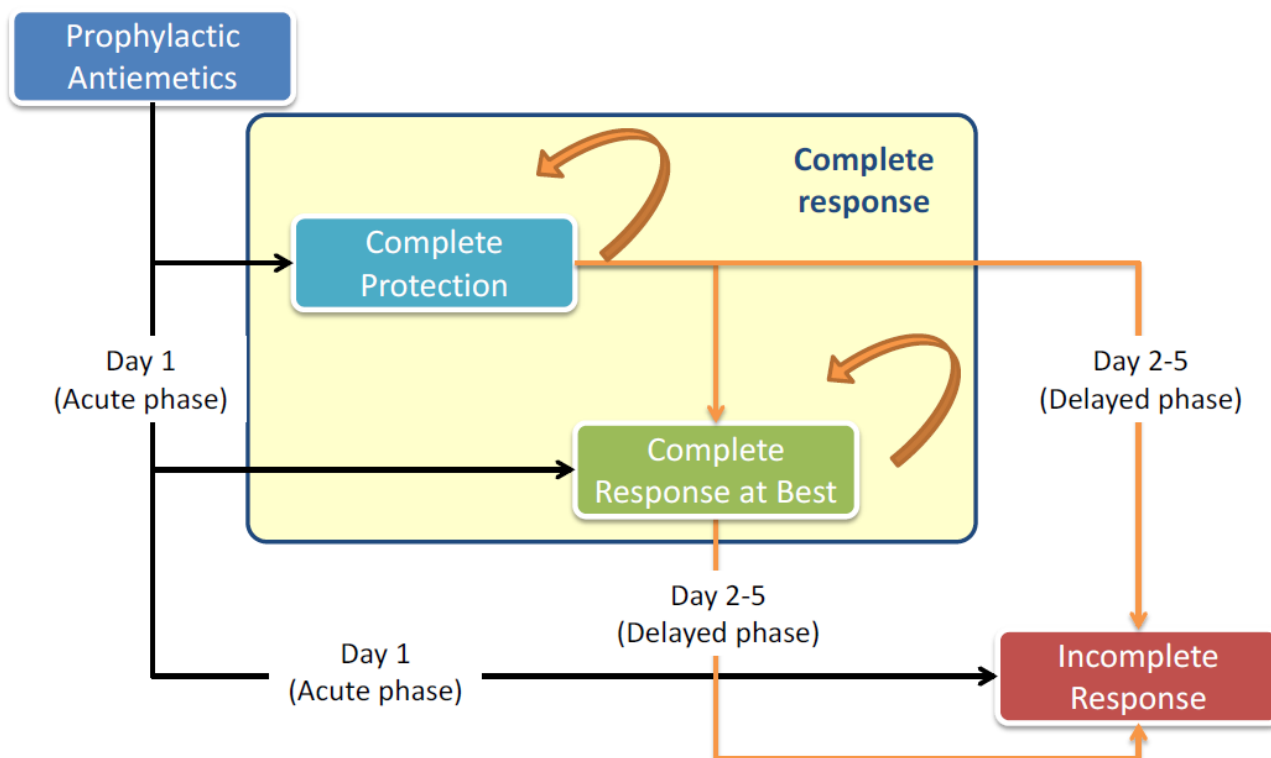 Prophylactic
Antiemetics
Complete
response
Complete
Protection
Day 1
(Acute phase)
Day 2-5
(Delayed phase)
Complete
Response at Best
Day 2-5
(Delayed phase)
Day 1
(Acute phase)
Incomplete
Response